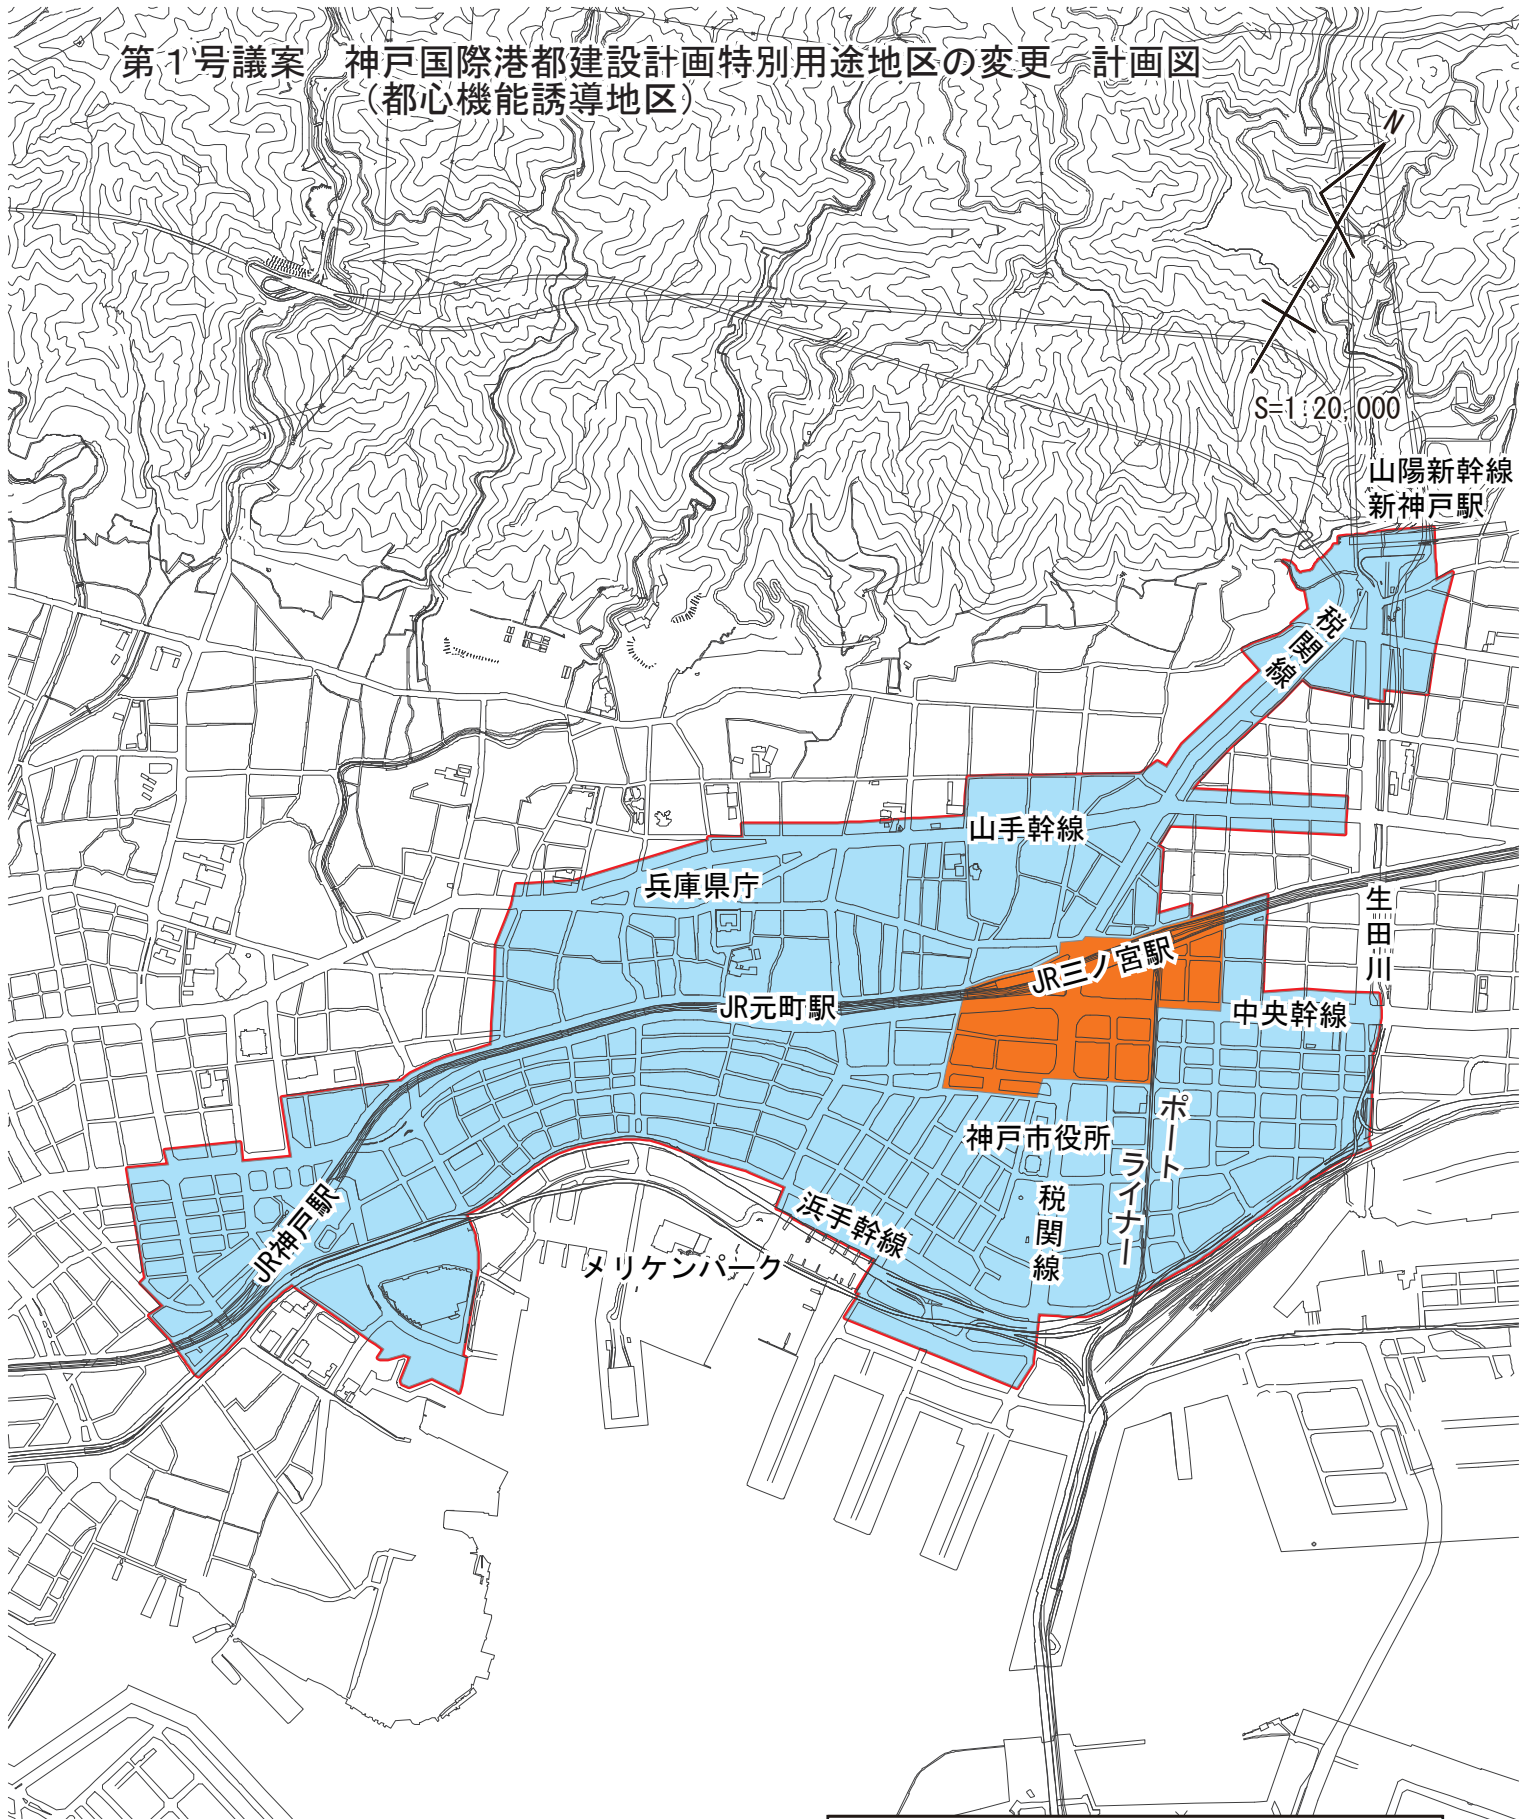 第１号議案　神戸国際港都建設計画特別用途地区の変更　計画図
（都心機能誘導地区）
N
S=1:20,000
山陽新幹線
新神戸駅
税関線
山手幹線
兵庫県庁
生田川
JR三ノ宮駅
JR元町駅
中央幹線
ポートライナー
神戸市役所
税関線
JR神戸駅
浜手幹線
メリケンパーク